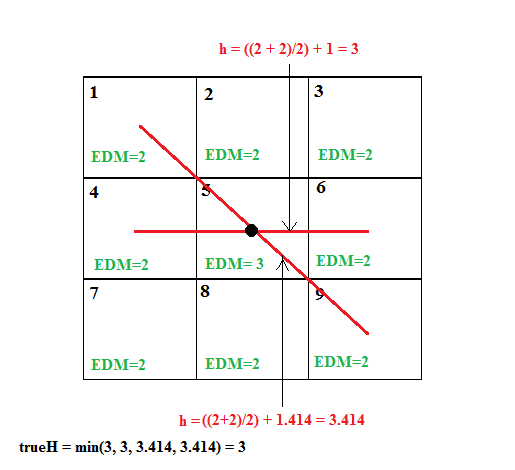 h = ((2 + 2)/2) + 1 = 3
1 2 3
EDM=2 EDM=2 EDM=2
4 5 6
EDM=2 EDM= 3 EDM=2
7 8 9
EDM=2 EDM=2 EDM=2
h =((2+2)/2) + 1.414 = 3.414
trueH = min(3, 3, 3.414, 3.414) = 3